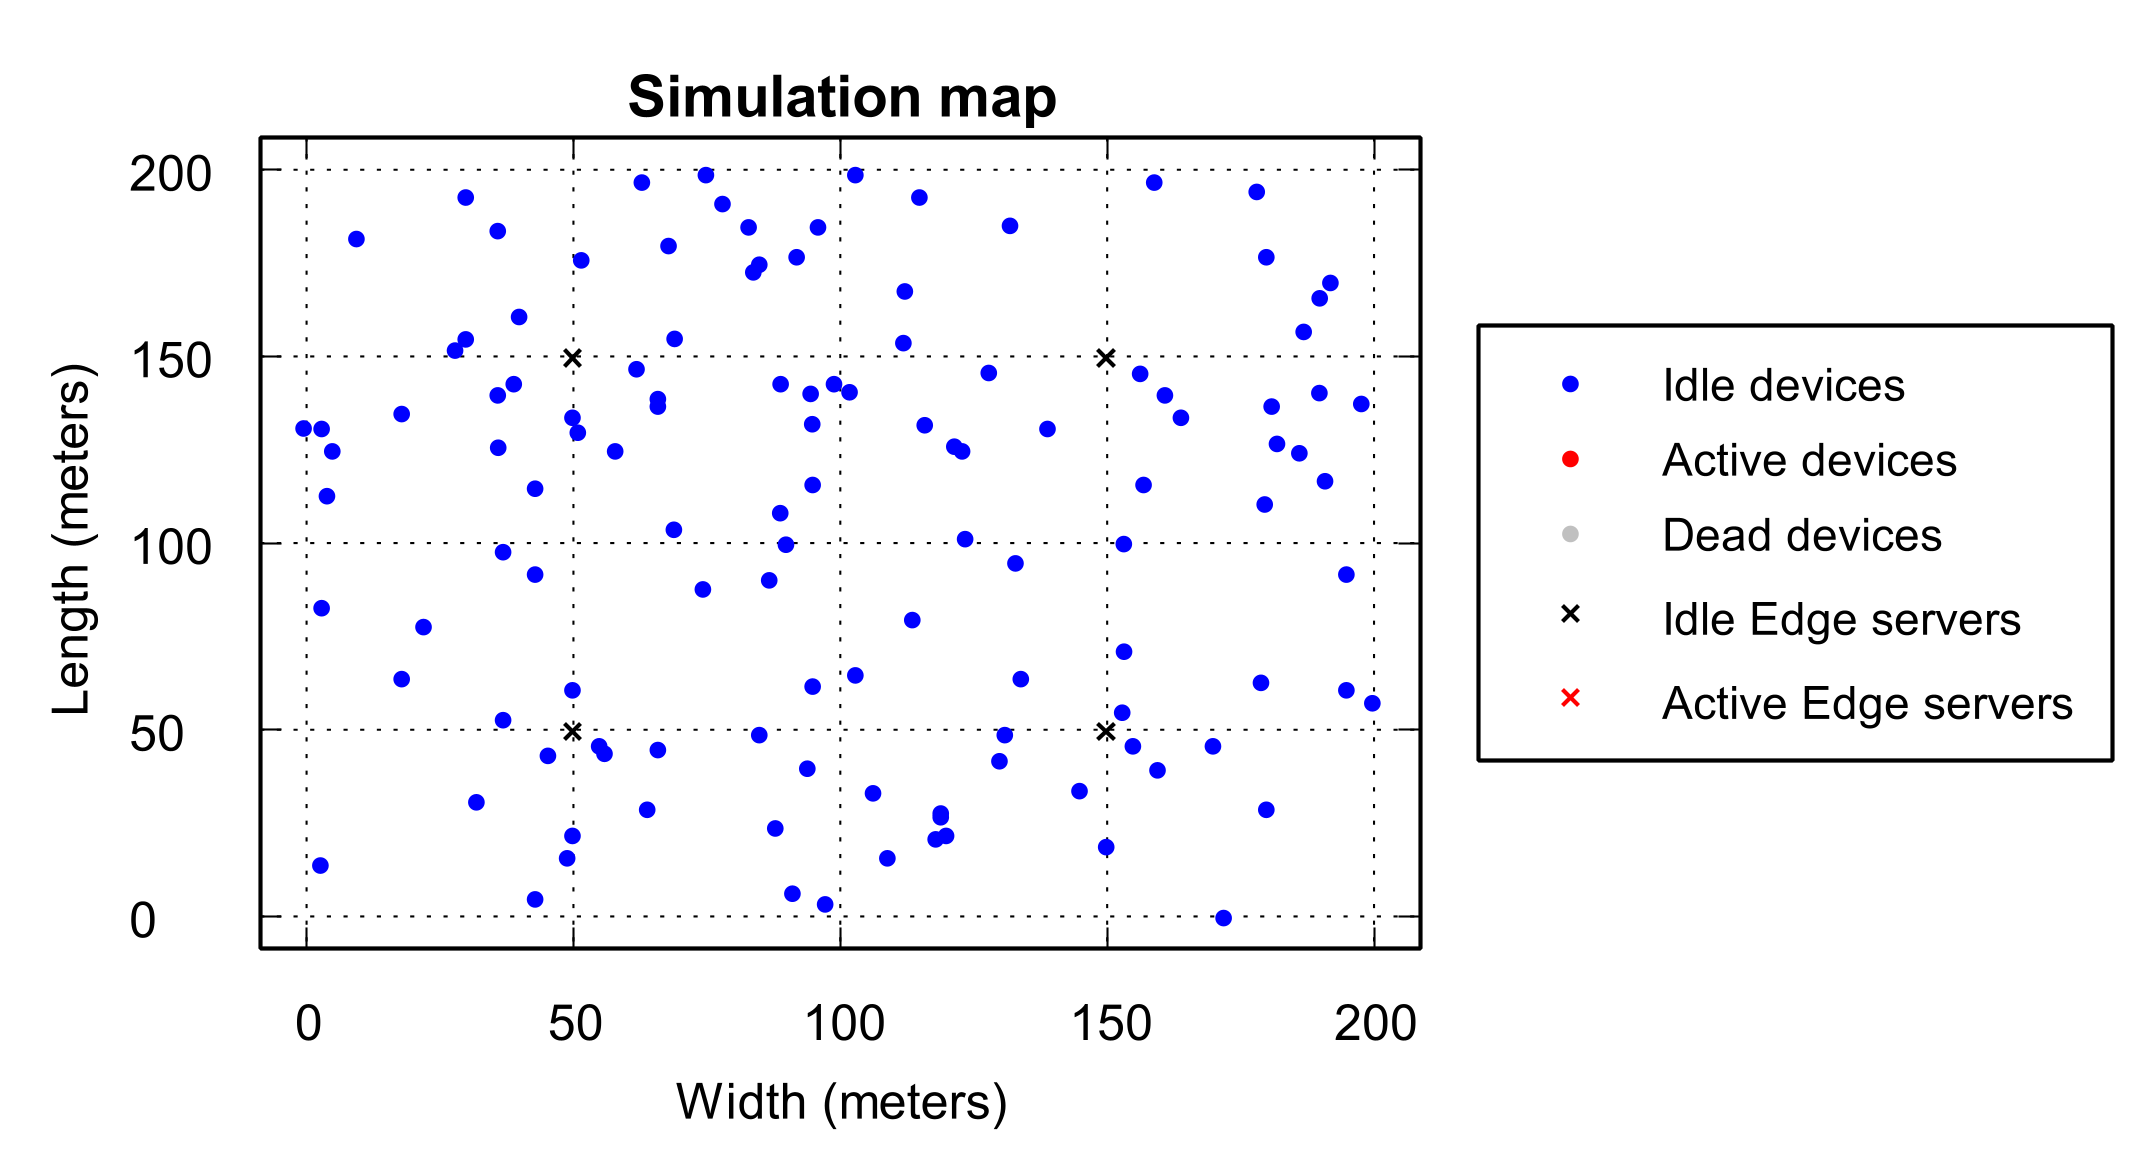 Simulation map
200
150
100
50
0
Length (meters)
0 50 100 150 200
Width (meters)
Idle devices
Active devices
Dead devices
Idle Edge servers
Active Edge servers